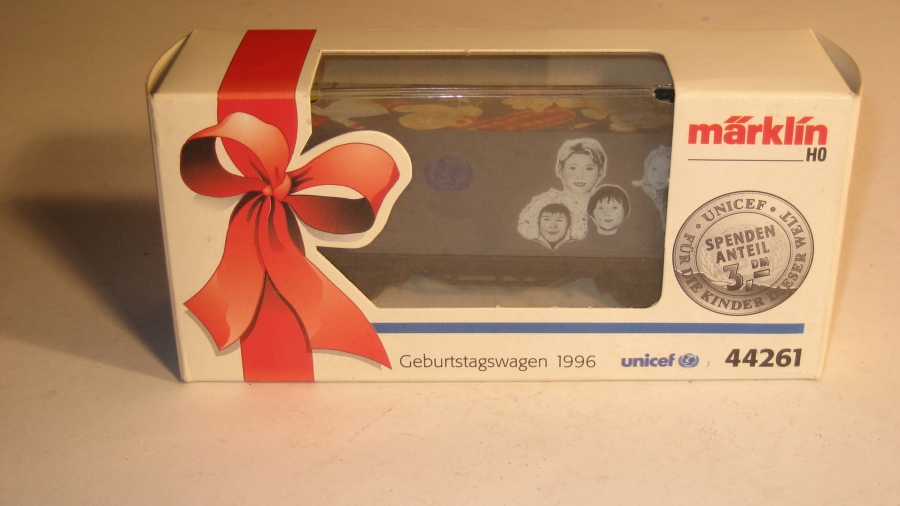 märklin
H0
• UNICEF •
FÜR DIE KINDER DIESER WELT
SPENDEN
ANTEIL
DM
3,-
Geburtstagswagen 1996
unicef
44261